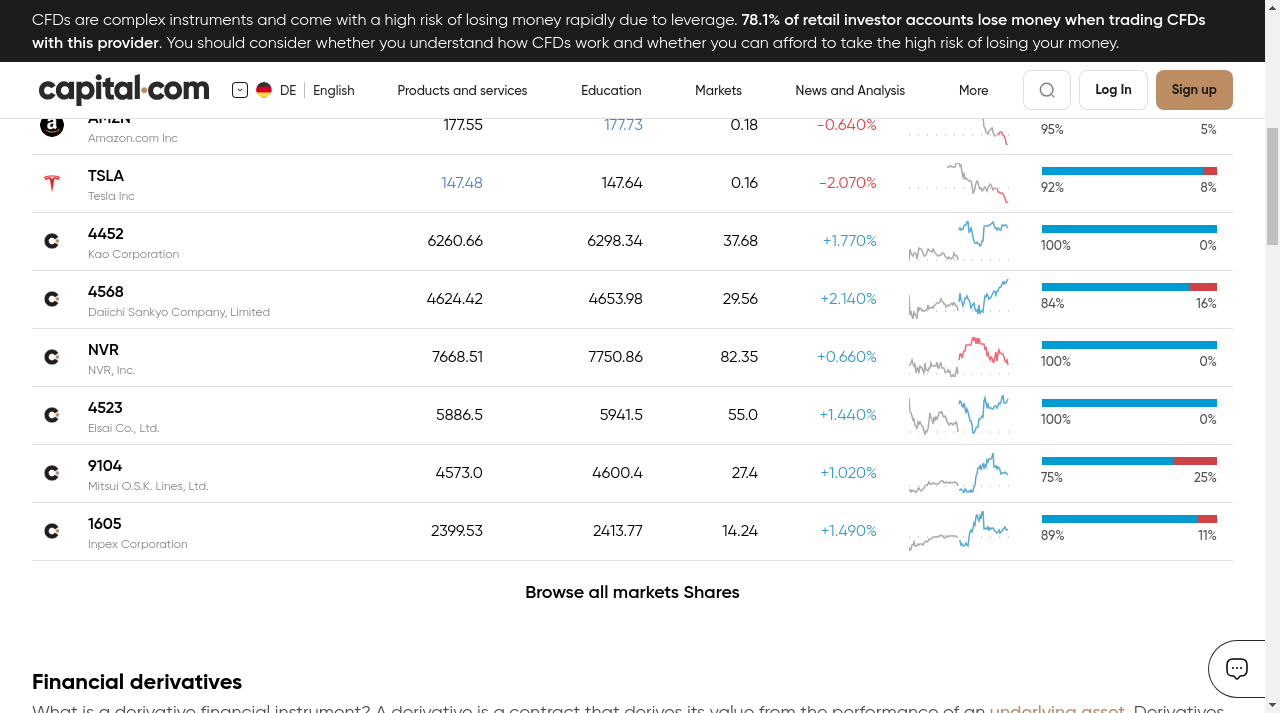 CFDs are complex instruments and come with a high risk of losing money rapidly due to leverage. 78.1% of retail investor accounts lose money when trading CFDs
with this provider. You should consider whether you understand how CFDs work and whether you can afford to take the high risk of losing your money.
capital.com DE English Products and services Education Markets News and Analysis More Log In Sign up
AMZN 177.55 177.73 0.18 -0.640% 95% 5%
Amazon.com Inc
TSLA 147.48 147.64 0.16 -2.070% 92% 8%
Tesla Inc
4452 6260.66 6298.34 37.68 +1.770% 100% 0%
Kao Corporation
4568 4624.42 4653.98 29.56 +2.140% 84% 16%
Daiichi Sankyo Company, Limited
NVR 7668.51 7750.86 82.35 +0.660% 100% 0%
NVR, Inc.
4523 5886.5 5941.5 55.0 +1.440% 100% 0%
Eisai Co., Ltd.
9104 4573.0 4600.4 27.4 +1.020% 75% 25%
Mitsui O.S.K. Lines, Ltd.
1605 2399.53 2413.77 14.24 +1.490% 89% 11%
Inpex Corporation
Browse all markets Shares
Financial derivatives
What is a derivative financial instrument? A derivative is a contract that derives its value from the performance of an underlying asset. Derivatives